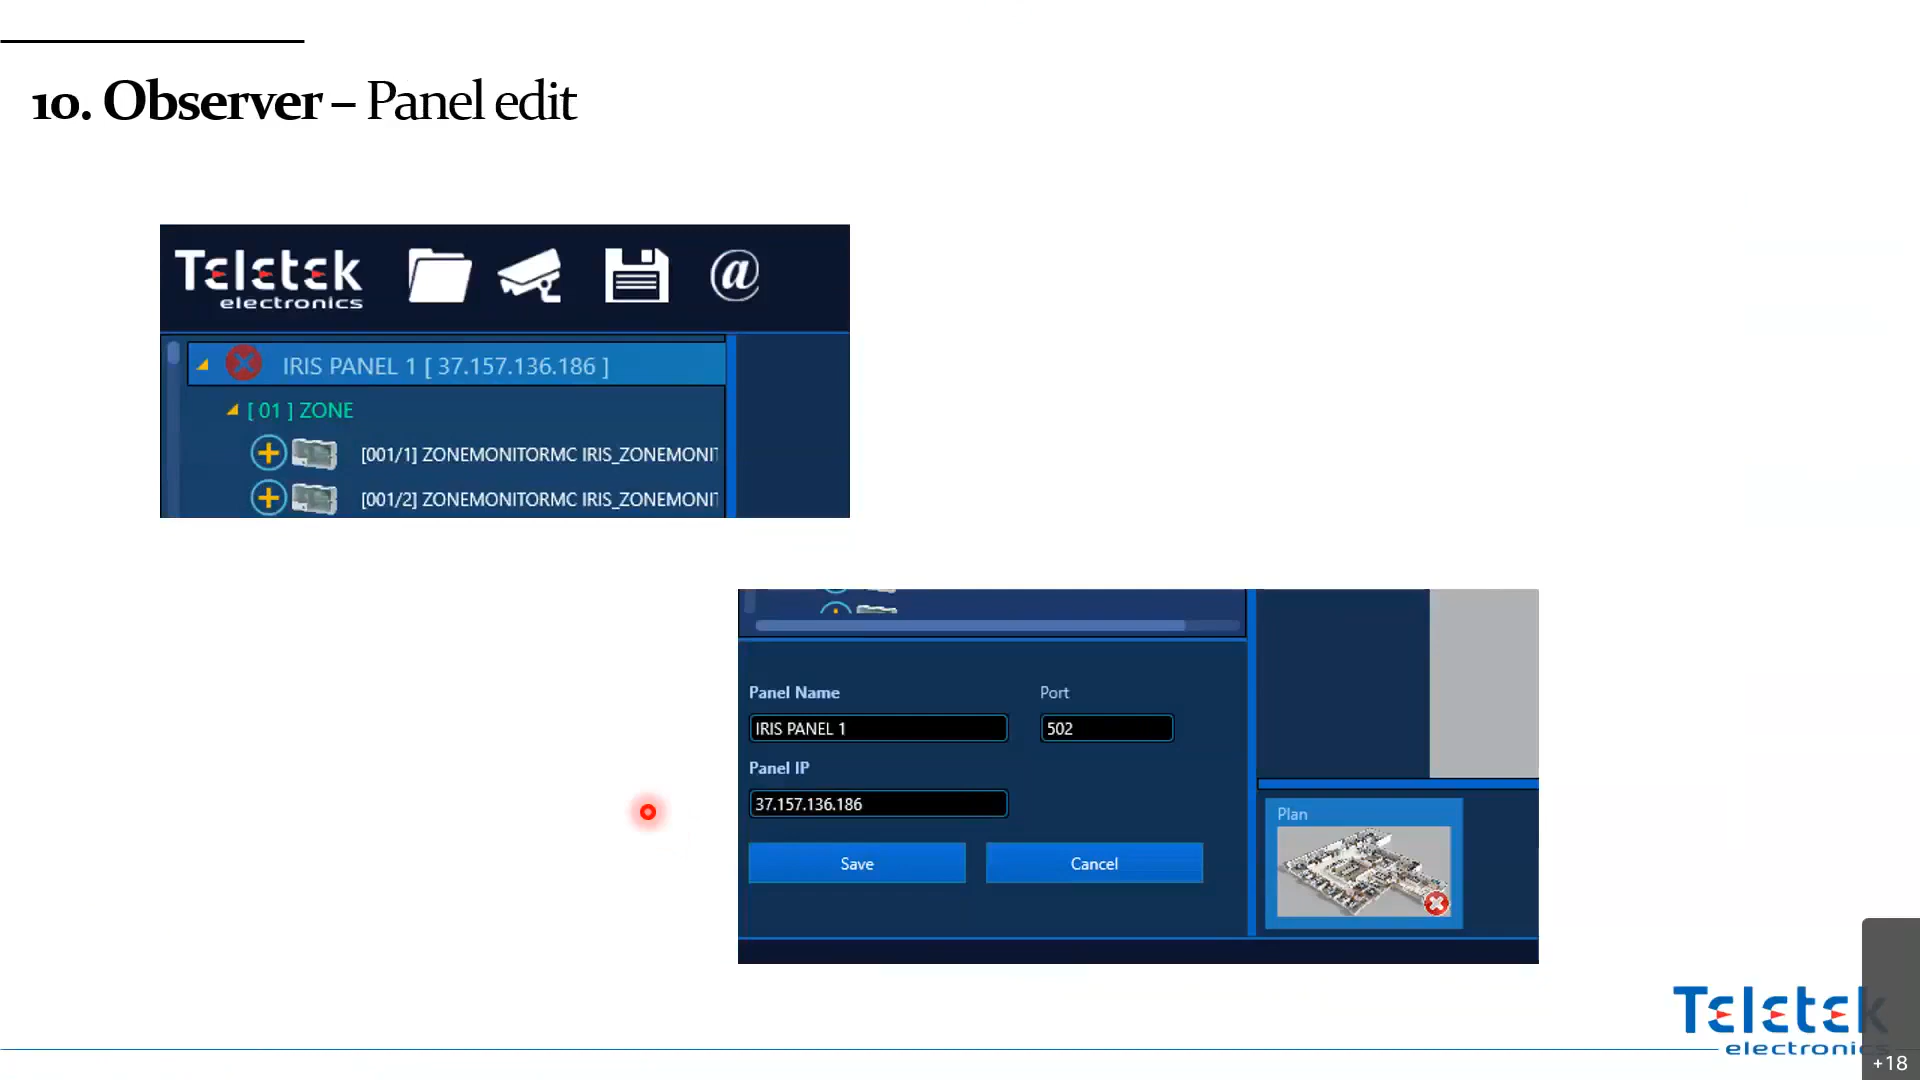 10. Observer – Panel edit
Teletek
electronics
@
IRIS PANEL 1 [ 37.157.136.186 ]
[ 01 ] ZONE
[001/1] ZONEMONITORMC IRIS_ZONEMONIT
[001/2] ZONEMONITORMC IRIS_ZONEMONIT
Panel Name
Port
IRIS PANEL 1
502
Panel IP
37.157.136.186
Save
Cancel
Plan
Teletek
electronics
+18